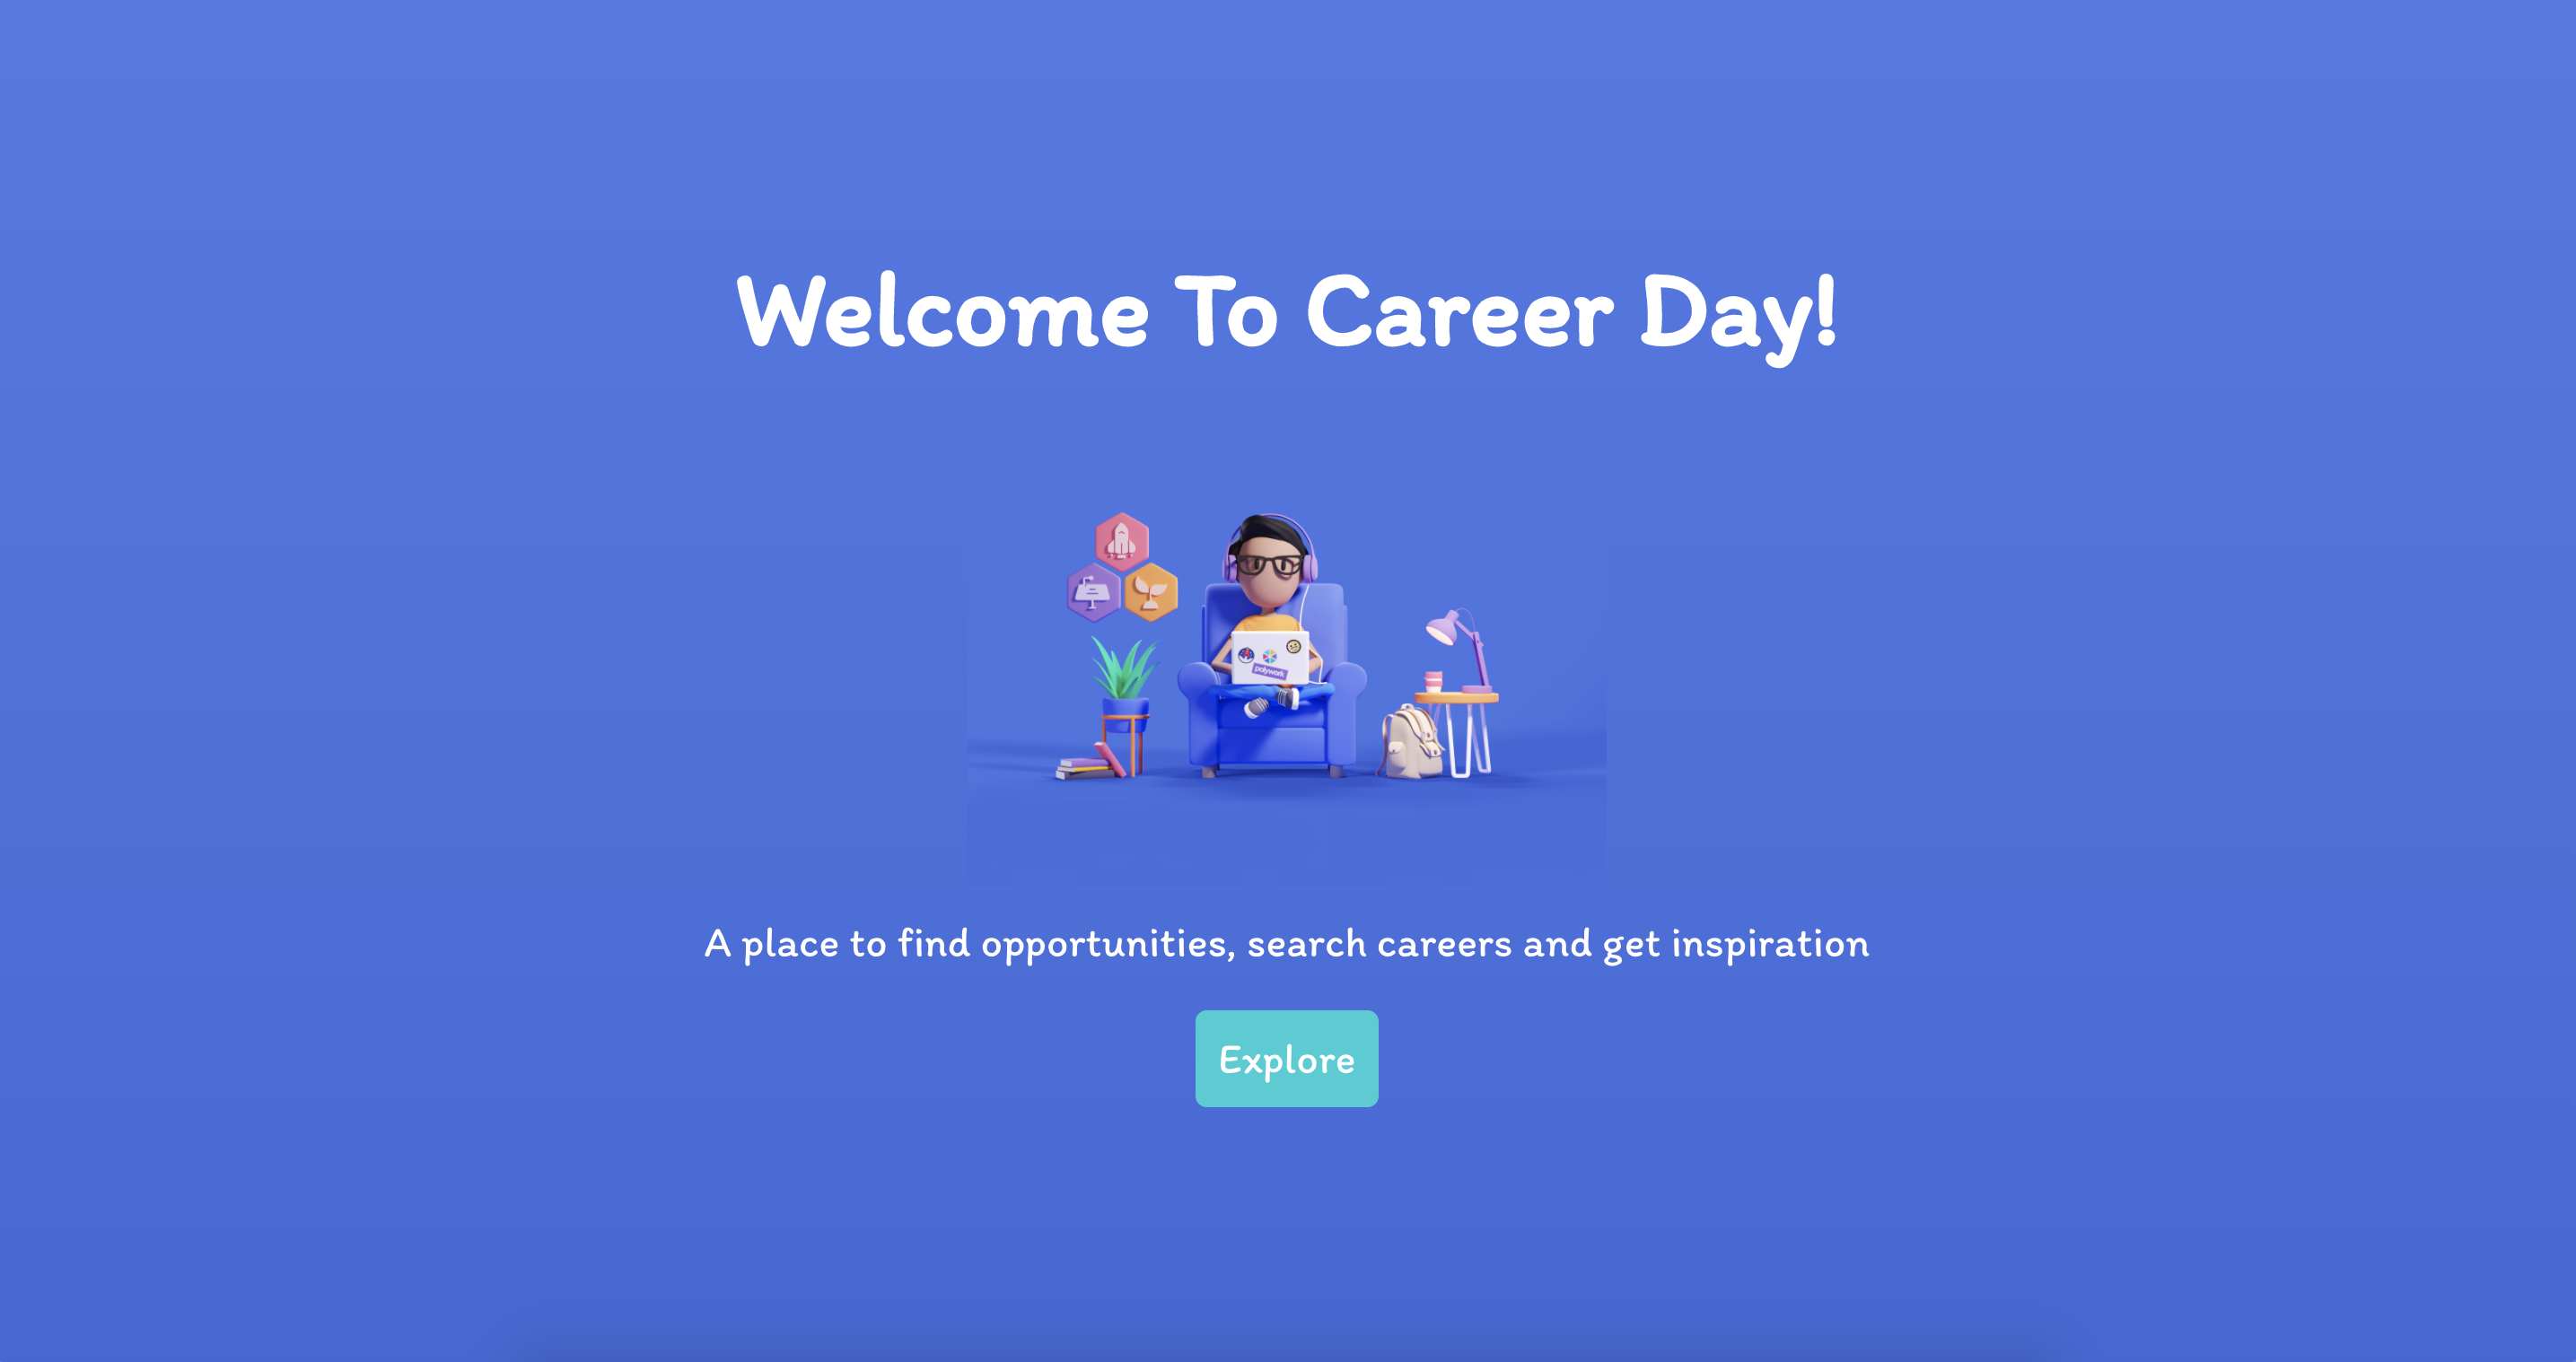 Welcome To Career Day!
polywork
A place to find opportunities, search careers and get inspiration
Explore